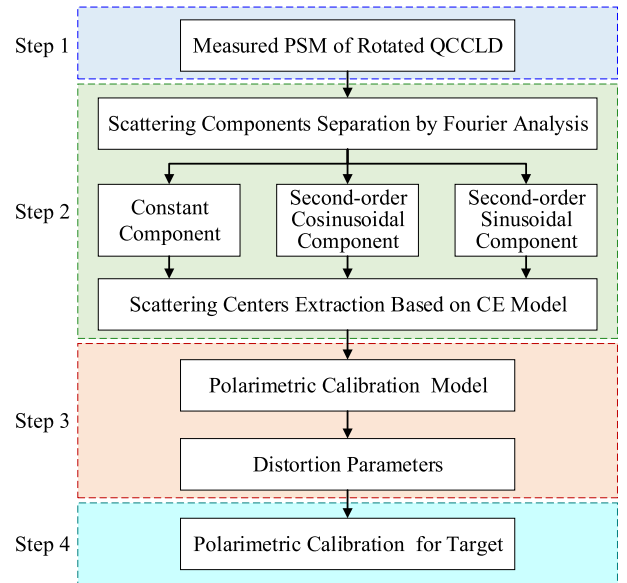 Step 1
Measured PSM of Rotated QCCLD
Scattering Components Separation by Fourier Analysis
Step 2
Constant
Component
Second-order
Cosinusoidal
Component
Second-order
Sinusoidal
Component
Scattering Centers Extraction Based on CE Model
Step 3
Polarimetric Calibration Model
Distortion Parameters
Step 4
Polarimetric Calibration for Target